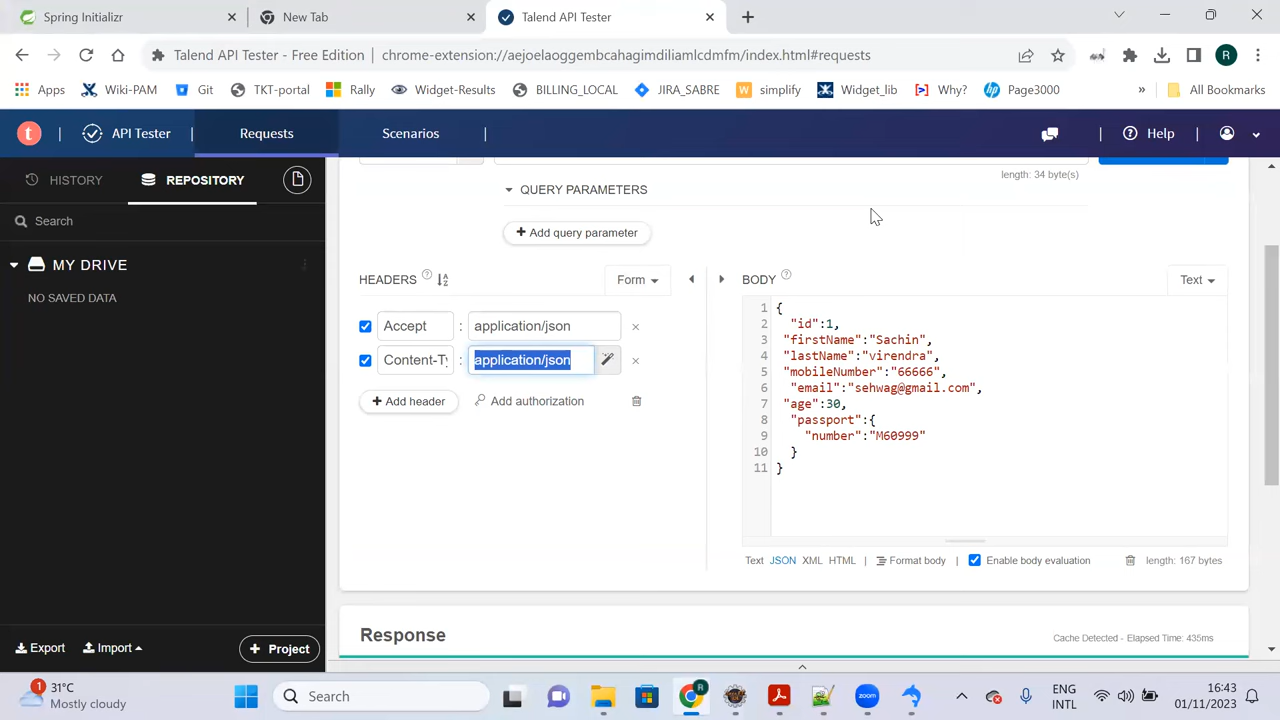 Spring Initializr
New Tab
Talend API Tester
Talend API Tester - Free Edition | chrome-extension://aejoelaoggembcahagimdiliamlcdmfm/index.html#requests
R
Apps
Wiki-PAM
Git
TKT-portal
Rally
Widget-Results
BILLING_LOCAL
JIRA_SABRE
simplify
Widget_lib
Why?
Page3000
»
All Bookmarks
API Tester
Requests
Scenarios
Help
HISTORY
REPOSITORY
Search
MY DRIVE
NO SAVED DATA
length: 34 byte(s)
QUERY PARAMETERS
+ Add query parameter
HEADERS
Form
Accept : application/json
Content-Ty : application/json
+ Add header
Add authorization
BODY
Text
1 {
2 "id":1,
3 "firstName":"Sachin",
4 "lastName":"virendra",
5 "mobileNumber":"66666",
6 "email":"sehwag@gmail.com",
7 "age":30,
8 "passport":{
9 "number":"M60999"
10 }
11 }
Text JSON XML HTML | Format body | Enable body evaluation
length: 167 bytes
Response
Cache Detected - Elapsed Time: 435ms
Export
Import
+ Project
1
31°C
Mostly cloudy
Search
R
zoom
ENG
INTL
16:43
01/11/2023